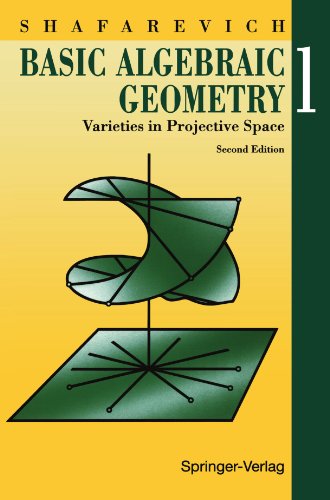 SHAFAREVICH
BASIC ALGEBRAIC
GEOMETRY 1
Varieties in Projective Space
Second Edition
Springer-Verlag